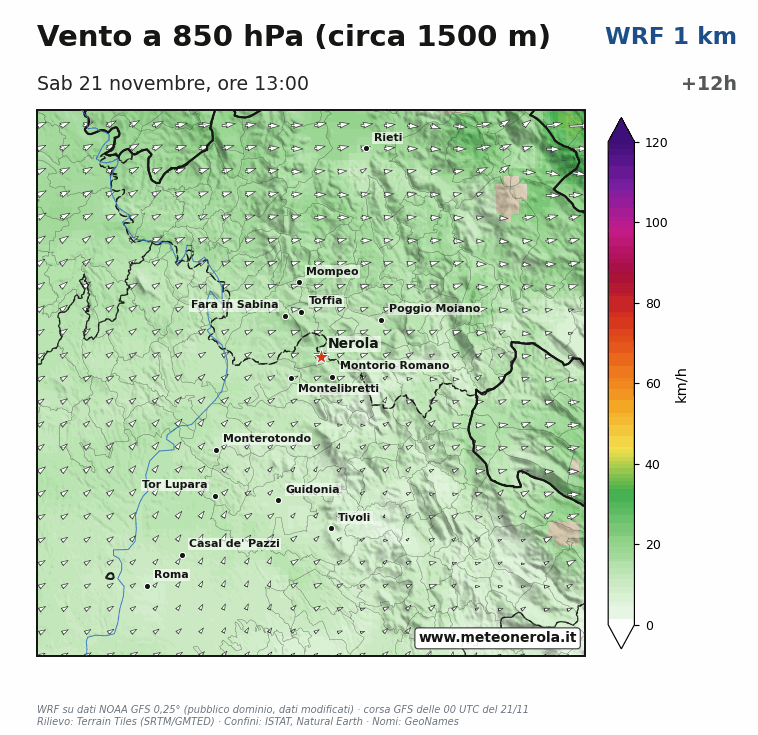 Vento a 850 hPa (circa 1500 m)
WRF 1 km
Sab 21 novembre, ore 13:00
+12h
Rieti
Mompeo
Fara in Sabina
Toffia
Poggio Moiano
Nerola
Montorio Romano
Montelibretti
Monterotondo
Tor Lupara
Guidonia
Tivoli
Casal de' Pazzi
Roma
www.meteonerola.it
120
100
80
60
40
20
0
km/h
WRF su dati NOAA GFS 0,25° (pubblico dominio, dati modificati) · corsa GFS delle 00 UTC del 21/11
Rilievo: Terrain Tiles (SRTM/GMTED) · Confini: ISTAT, Natural Earth · Nomi: GeoNames